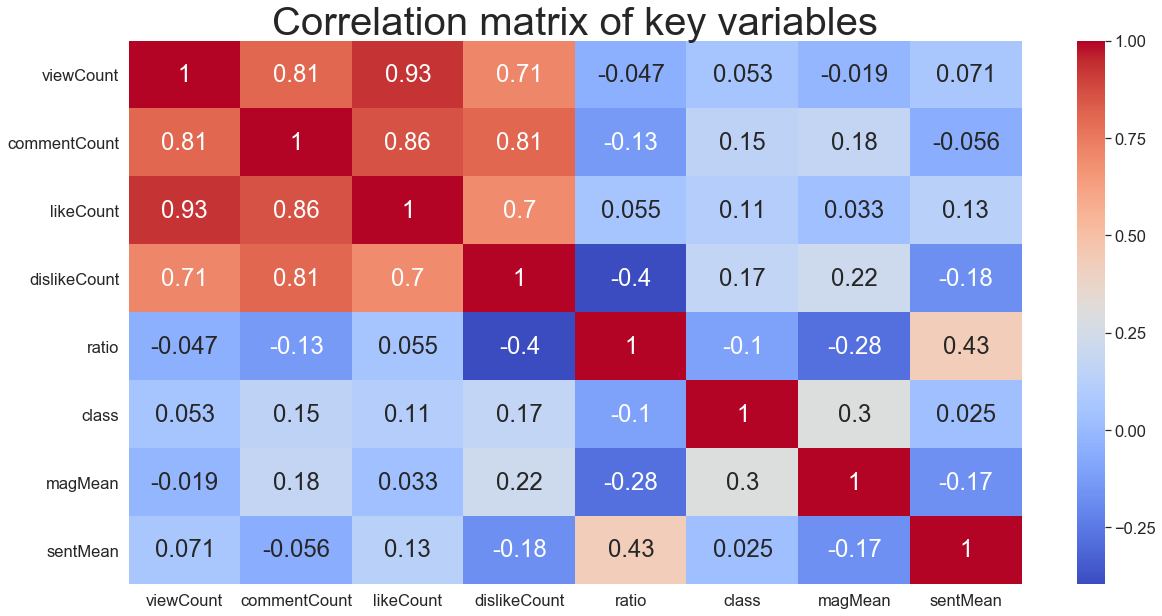 Correlation matrix of key variables
viewCount 1 0.81 0.93 0.71 -0.047 0.053 -0.019 0.071
commentCount 0.81 1 0.86 0.81 -0.13 0.15 0.18 -0.056
likeCount 0.93 0.86 1 0.7 0.055 0.11 0.033 0.13
dislikeCount 0.71 0.81 0.7 1 -0.4 0.17 0.22 -0.18
ratio -0.047 -0.13 0.055 -0.4 1 -0.1 -0.28 0.43
class 0.053 0.15 0.11 0.17 -0.1 1 0.3 0.025
magMean -0.019 0.18 0.033 0.22 -0.28 0.3 1 -0.17
sentMean 0.071 -0.056 0.13 -0.18 0.43 0.025 -0.17 1
viewCount commentCount likeCount dislikeCount ratio class magMean sentMean
1.00
0.75
0.50
0.25
0.00
-0.25